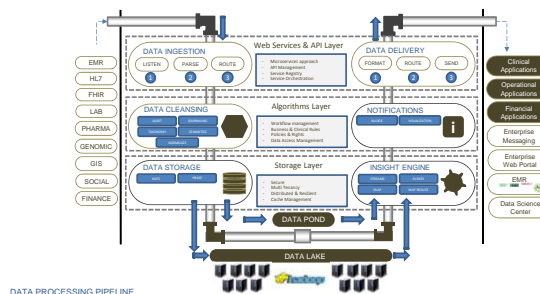 DATA INGESTION
LISTEN
PARSE
ROUTE
1
2
3
Web Services & API Layer
Microservices approach
API Management
Service Registry
Service Orchestration
DATA DELIVERY
FORMAT
ROUTE
SEND
1
2
3
EMR
HL7
FHIR
LAB
PHARMA
GENOMIC
GIS
SOCIAL
FINANCE
DATA CLEANSING
Algorithms Layer
Workflow management
Business & Clinical Rules
Policies & Rights
Data Access Management
NOTIFICATIONS
i
DATA STORAGE
Storage Layer
Secure
Multi Tenancy
Distributed & Resilient
Cache Management
INSIGHT ENGINE
Clinical
Applications
Operational
Applications
Financial
Applications
Enterprise
Messaging
Enterprise
Web Portal
EMR
Data Science
Center
DATA POND
DATA LAKE
hadoop
DATA PROCESSING PIPELINE